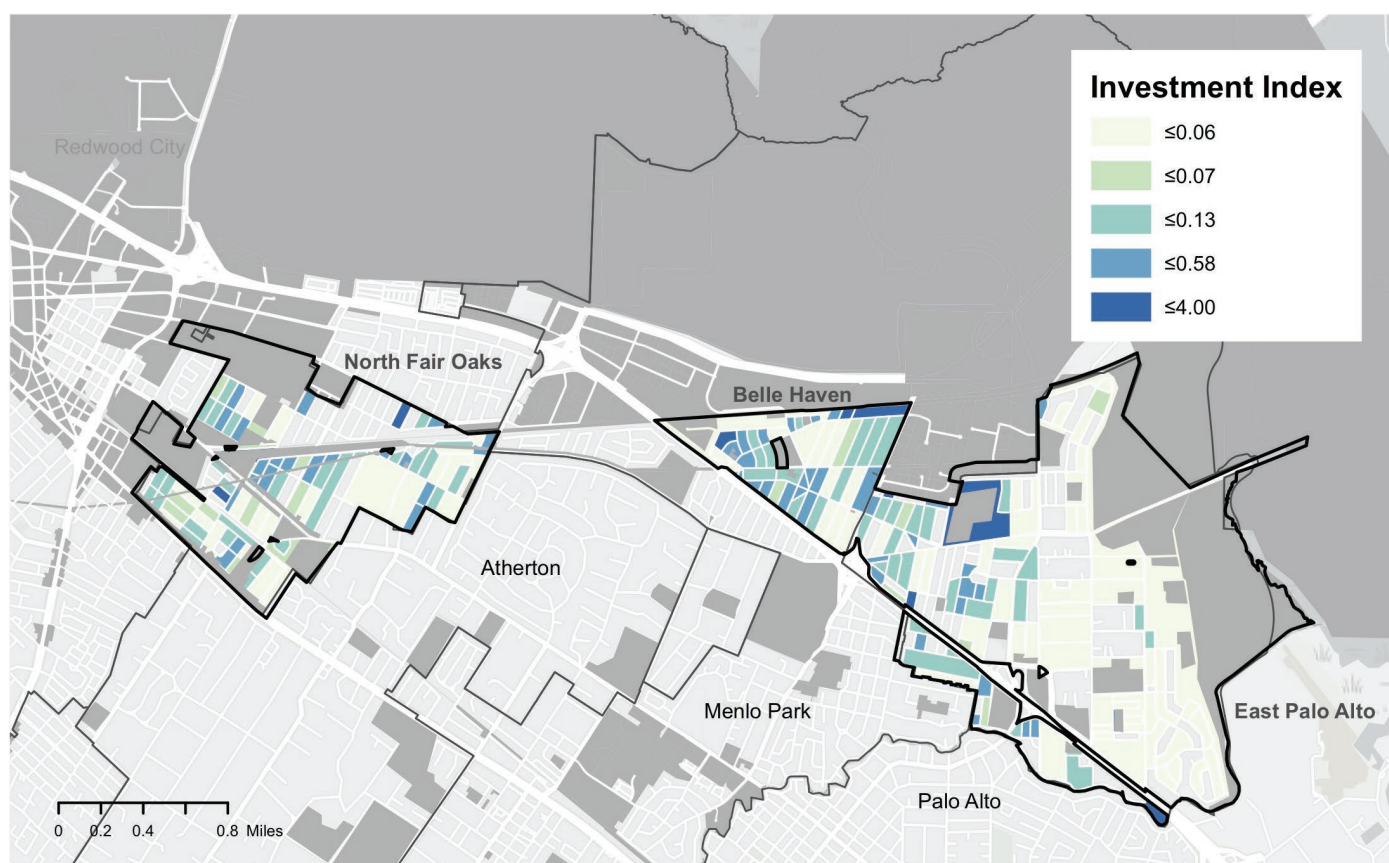 Investment Index
≤0.06
≤0.07
≤0.13
≤0.58
≤4.00
Redwood City
North Fair Oaks
Belle Haven
Atherton
Menlo Park
East Palo Alto
Palo Alto
0 0.2 0.4 0.8 Miles